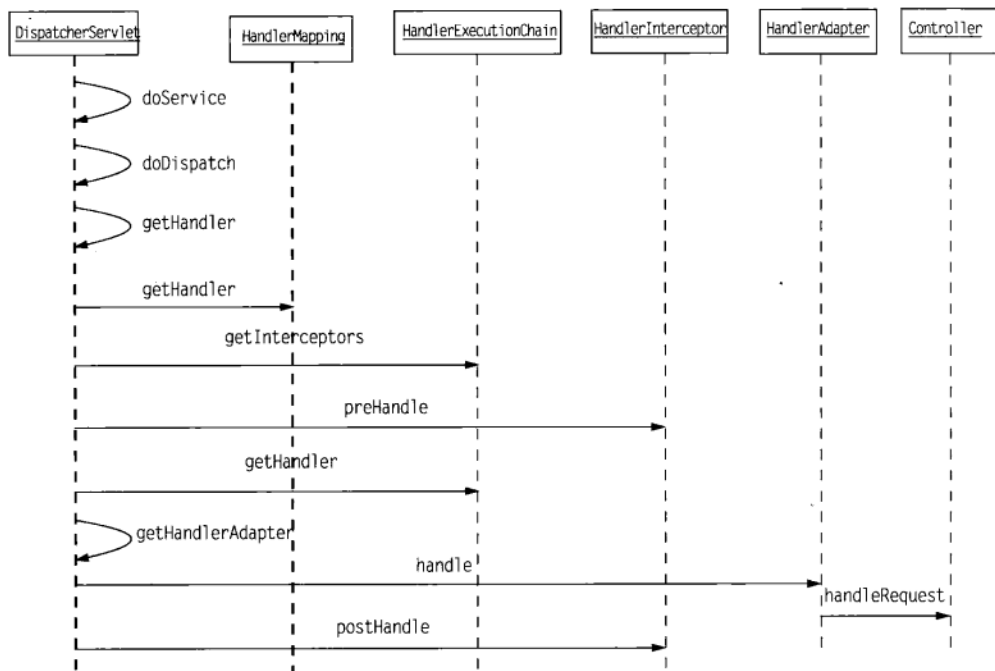 DispatcherServlet
HandlerMapping
HandlerExecutionChain
HandlerInterceptor
HandlerAdapter
Controller
doService
doDispatch
getHandler
getHandler
getInterceptors
preHandle
getHandler
getHandlerAdapter
handle
handleRequest
postHandle